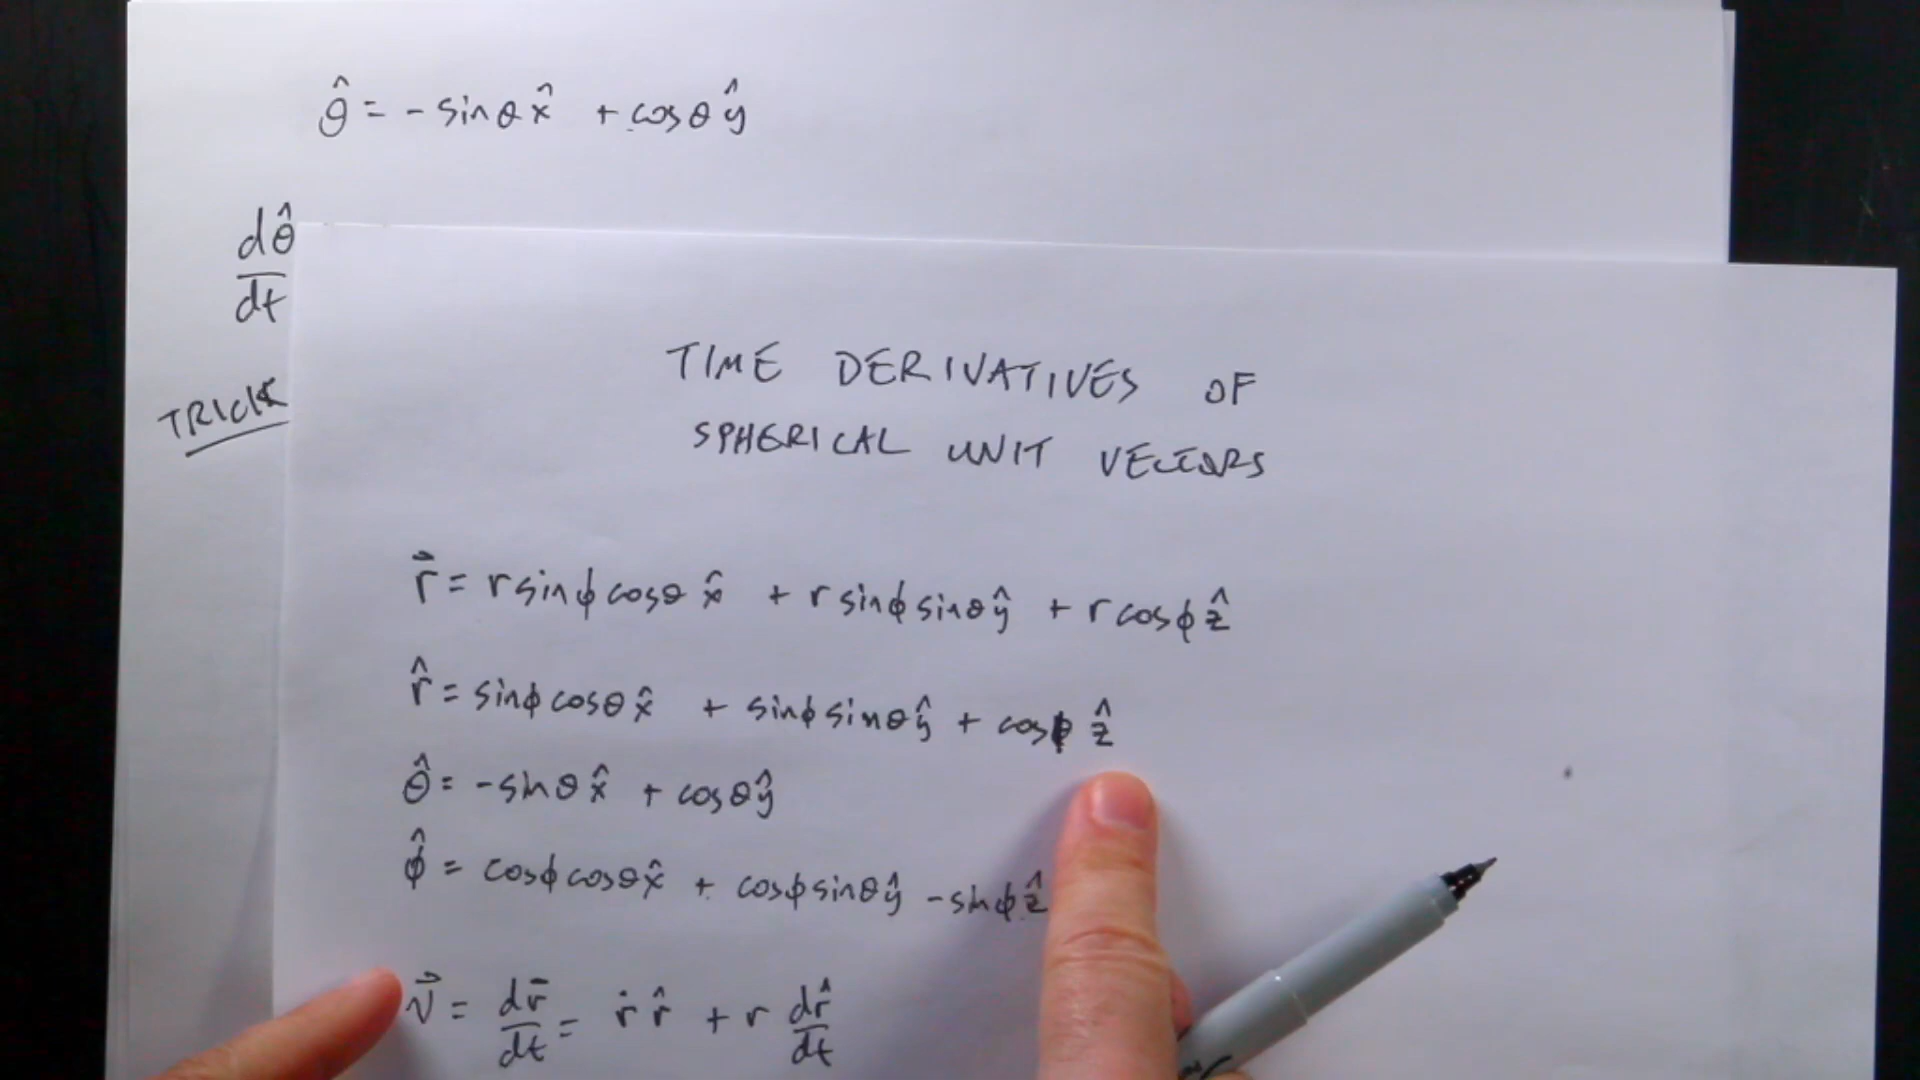 θ̂ = - sinθ x̂ + cosθ ŷ
dθ̂/dt
TRICK
TIME DERIVATIVES OF
SPHERICAL UNIT VECTORS
r⃗ = r sinϕ cosθ x̂ + r sinϕ sinθ ŷ + r cosϕ ẑ
r̂ = sinϕ cosθ x̂ + sinϕ sinθ ŷ + cosϕ ẑ
θ̂ = - sinθ x̂ + cosθ ŷ
ϕ̂ = cosϕ cosθ x̂ + cosϕ sinθ ŷ - sinϕ ẑ
v⃗ = dr⃗/dt = ṙ r̂ + r dr̂/dt